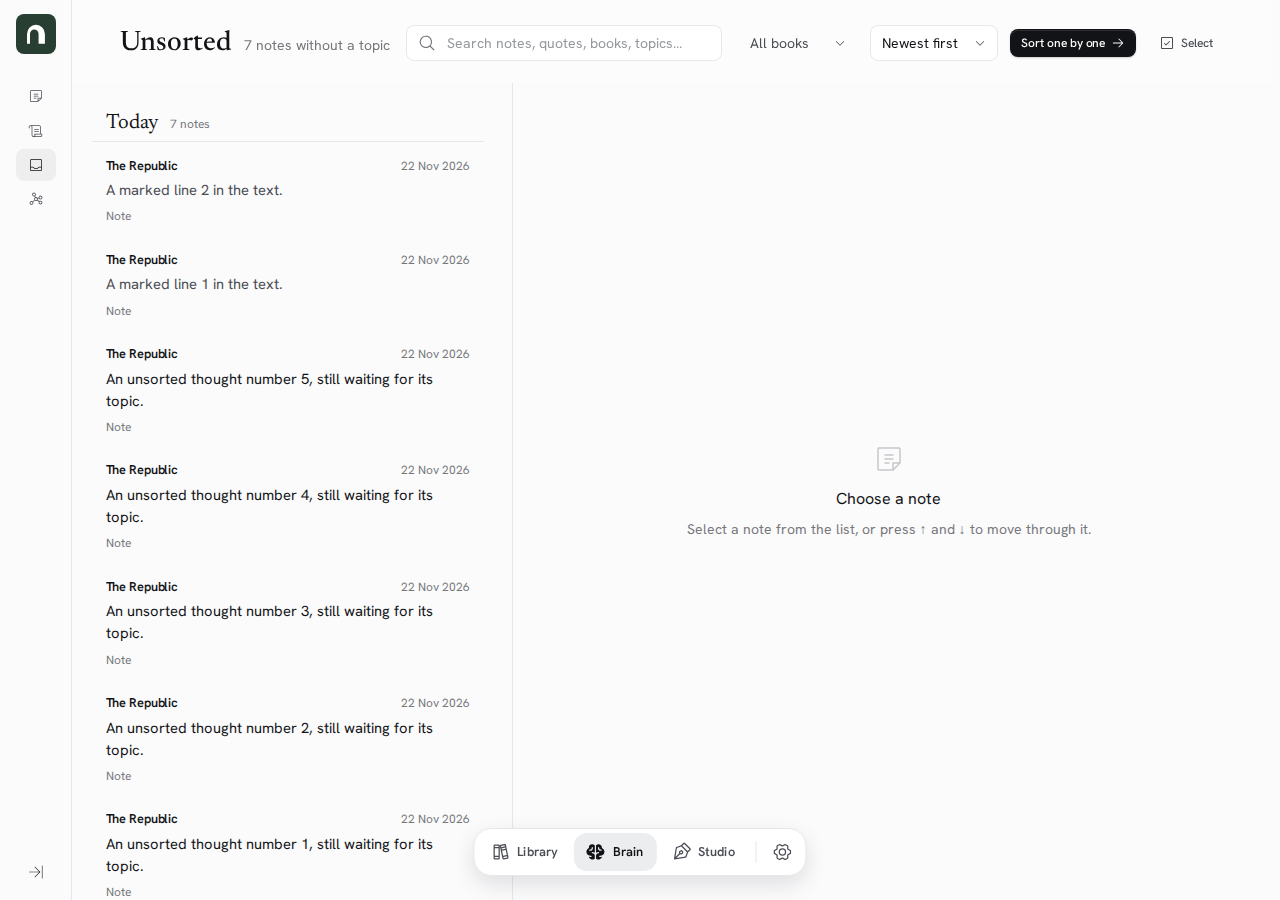 Unsorted 7 notes without a topic Search notes, quotes, books, topics... All books Newest first Sort one by one → Select
Today 7 notes
The Republic 22 Nov 2026
A marked line 2 in the text.
Note
The Republic 22 Nov 2026
A marked line 1 in the text.
Note
The Republic 22 Nov 2026
An unsorted thought number 5, still waiting for its
topic.
Note
The Republic 22 Nov 2026
An unsorted thought number 4, still waiting for its
topic.
Note
The Republic 22 Nov 2026
An unsorted thought number 3, still waiting for its
topic.
Note
The Republic 22 Nov 2026
An unsorted thought number 2, still waiting for its
topic.
Note
The Republic 22 Nov 2026
An unsorted thought number 1, still waiting for its
topic.
Note
Choose a note
Select a note from the list, or press ↑ and ↓ to move through it.
Library Brain Studio